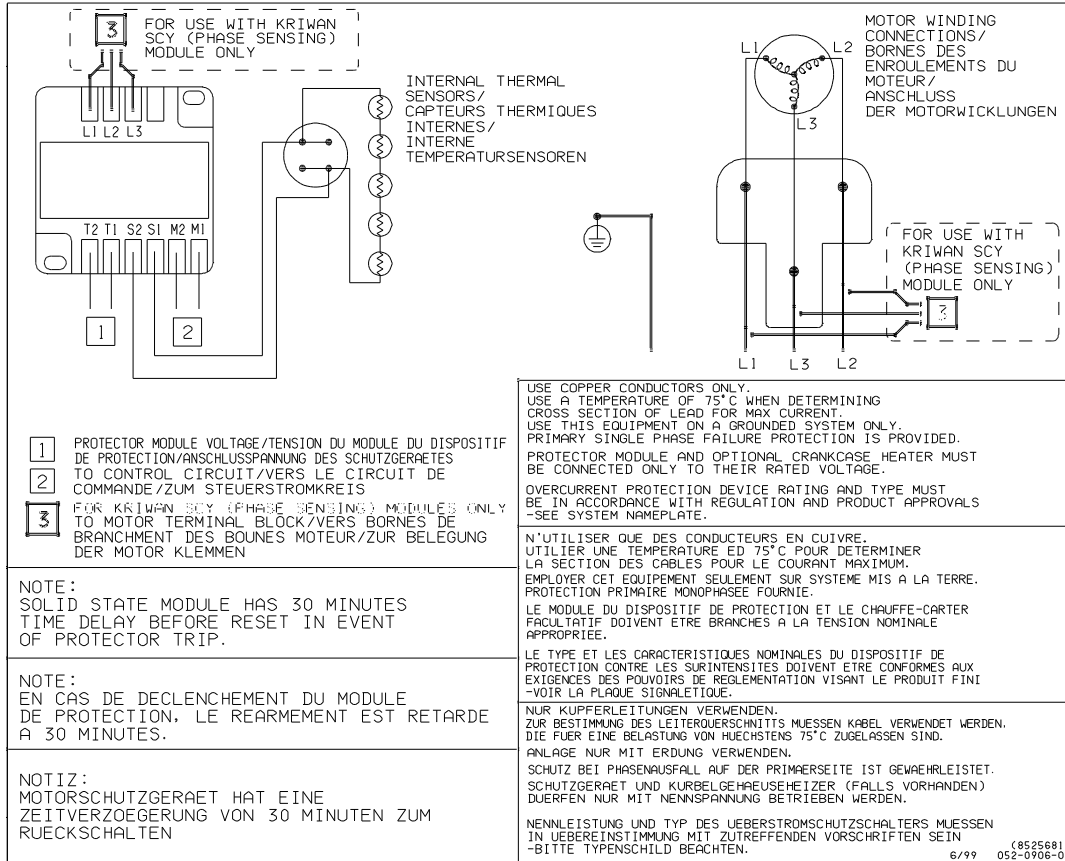 3
FOR USE WITH KRIWAN
SCY (PHASE SENSING)
MODULE ONLY
L1 L2 L3
T2 T1 S2 S1 M2 M1
1
2
INTERNAL THERMAL
SENSORS/
CAPTEURS THERMIQUES
INTERNES/
INTERNE
TEMPERATURSENSOREN
MOTOR WINDING
CONNECTIONS/
BORNES DES
ENROULEMENTS DU
MOTEUR/
ANSCHLUSS
DER MOTORWICKLUNGEN
L1
L2
L3
FOR USE WITH
KRIWAN SCY
(PHASE SENSING)
MODULE ONLY
3
L1 L3 L2
1 PROTECTOR MODULE VOLTAGE/TENSION DU MODULE DU DISPOSITIF
DE PROTECTION/ANSCHLUSSPANNUNG DES SCHUTZGERAETES
2 TO CONTROL CIRCUIT/VERS LE CIRCUIT DE
COMMANDE/ZUM STEUERSTROMKREIS
3 FOR KRIWAN SCY (PHASE SENSING) MODULES ONLY
TO MOTOR TERMINAL BLOCK/VERS BORNES DE
BRANCHMENT DES BOUNES MOTEUR/ZUR BELEGUNG
DER MOTOR KLEMMEN
NOTE:
SOLID STATE MODULE HAS 30 MINUTES
TIME DELAY BEFORE RESET IN EVENT
OF PROTECTOR TRIP.
NOTE:
EN CAS DE DECLENCHEMENT DU MODULE
DE PROTECTION, LE REARMEMENT EST RETARDE
A 30 MINUTES.
NOTIZ:
MOTORSCHUTZGERAET HAT EINE
ZEITVERZOEGERUNG VON 30 MINUTEN ZUM
RUECKSCHALTEN
USE COPPER CONDUCTORS ONLY.
USE A TEMPERATURE OF 75°C WHEN DETERMINING
CROSS SECTION OF LEAD FOR MAX CURRENT.
USE THIS EQUIPMENT ON A GROUNDED SYSTEM ONLY.
PRIMARY SINGLE PHASE FAILURE PROTECTION IS PROVIDED.
PROTECTOR MODULE AND OPTIONAL CRANKCASE HEATER MUST
BE CONNECTED ONLY TO THEIR RATED VOLTAGE.
OVERCURRENT PROTECTION DEVICE RATING AND TYPE MUST
BE IN ACCORDANCE WITH REGULATION AND PRODUCT APPROVALS
-SEE SYSTEM NAMEPLATE.
N'UTILISER QUE DES CONDUCTEURS EN CUIVRE.
UTILIER UNE TEMPERATURE ED 75°C POUR DETERMINER
LA SECTION DES CABLES POUR LE COURANT MAXIMUM.
EMPLOYER CET EQUIPEMENT SEULEMENT SUR SYSTEME MIS A LA TERRE.
PROTECTION PRIMAIRE MONOPHASEE FOURNIE.
LE MODULE DU DISPOSITIF DE PROTECTION ET LE CHAUFFE-CARTER
FACULTATIF DOIVENT ETRE BRANCHES A LA TENSION NOMINALE
APPROPRIEE.
LE TYPE ET LES CARACTERISTIQUES NOMINALES DU DISPOSITIF DE
PROTECTION CONTRE LES SURINTENSITES DOIVENT ETRE CONFORMES AUX
EXIGENCES DES POUVOIRS DE REGLEMENTATION VISANT LE PRODUIT FINI
-VOIR LA PLAQUE SIGNALETIQUE.
NUR KUPFERLEITUNGEN VERWENDEN.
ZUR BESTIMMUNG DES LEITERQUERSCHNITTS MUESSEN KABEL VERWENDET WERDEN,
DIE FUER EINE BELASTUNG VON HUECHSTENS 75°C ZUGELASSEN SIND.
ANLAGE NUR MIT ERDUNG VERWENDEN.
SCHUTZ BEI PHASENAUSFALL AUF DER PRIMAERSEITE IST GEWAEHRLEISTET.
SCHUTZGERAET UND KURBELGEHAEUSEHEIZER (FALLS VORHANDEN)
DUERFEN NUR MIT NENNSPANNUNG BETRIEBEN WERDEN.
NENNLEISTUNG UND TYP DES UEBERSTROMSCHUTZSCHALTERS MUESSEN
IN UEBEREINSTIMMUNG MIT ZUTREFFENDEN VORSCHRIFTEN SEIN
-BITTE TYPENSCHILD BEACHTEN.
(8525681
6/99 052-0906-0